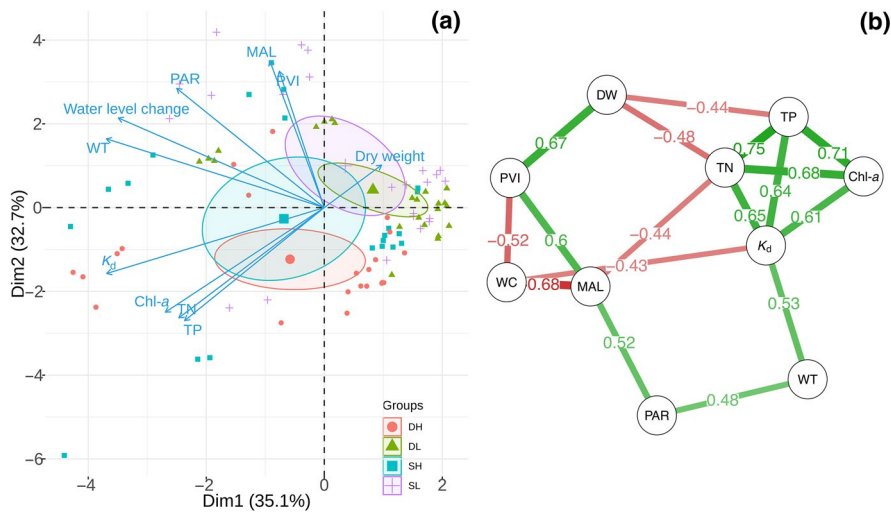 (a)
4
2
0
−2
−4
−6
Dim2 (32.7%)
MAL
PVI
PAR
Water level change
WT
Dry weight
Kd
Chl-a
TN
TP
Groups
DH
DL
SH
SL
−4
−2
0
2
Dim1 (35.1%)
(b)
DW
−0.44
TP
0.67
−0.48
0.75
0.71
TN
0.68
Chl-a
PVI
0.64
0.65
0.61
−0.52
0.6
−0.44
Kd
−0.43
WC
0.68
MAL
0.53
0.52
WT
0.48
PAR